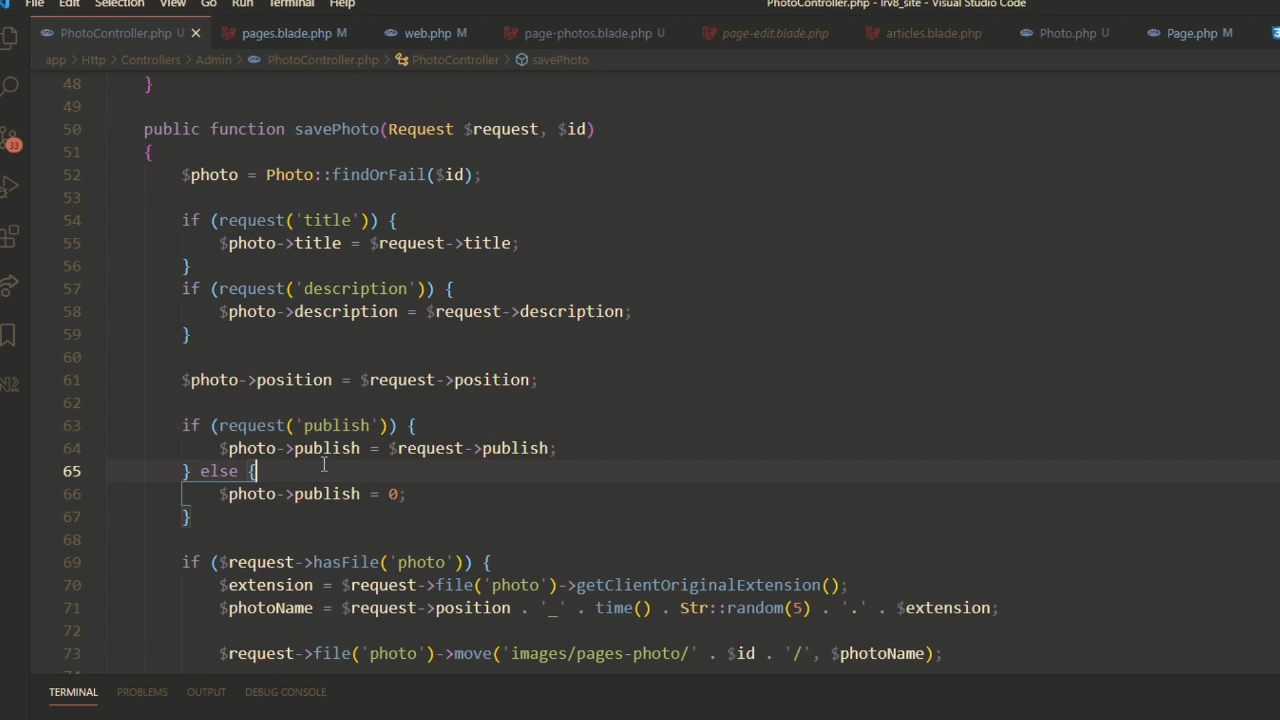 File Edit Selection View Go Run Terminal Help PhotoController.php - lrv8_site - Visual Studio Code
PhotoController.php U pages.blade.php M web.php M page-photos.blade.php U page-edit.blade.php articles.blade.php Photo.php U Page.php M
app > Http > Controllers > Admin > PhotoController.php > PhotoController > savePhoto
48 }
49
50 public function savePhoto(Request $request, $id)
51 {
52 $photo = Photo::findOrFail($id);
53
54 if (request('title')) {
55 $photo->title = $request->title;
56 }
57 if (request('description')) {
58 $photo->description = $request->description;
59 }
60
61 $photo->position = $request->position;
62
63 if (request('publish')) {
64 $photo->publish = $request->publish;
65 } else {
66 $photo->publish = 0;
67 }
68
69 if ($request->hasFile('photo')) {
70 $extension = $request->file('photo')->getClientOriginalExtension();
71 $photoName = $request->position . '_' . time() . Str::random(5) . '.' . $extension;
72
73 $request->file('photo')->move('images/pages-photo/' . $id . '/', $photoName);
33
TERMINAL PROBLEMS OUTPUT DEBUG CONSOLE